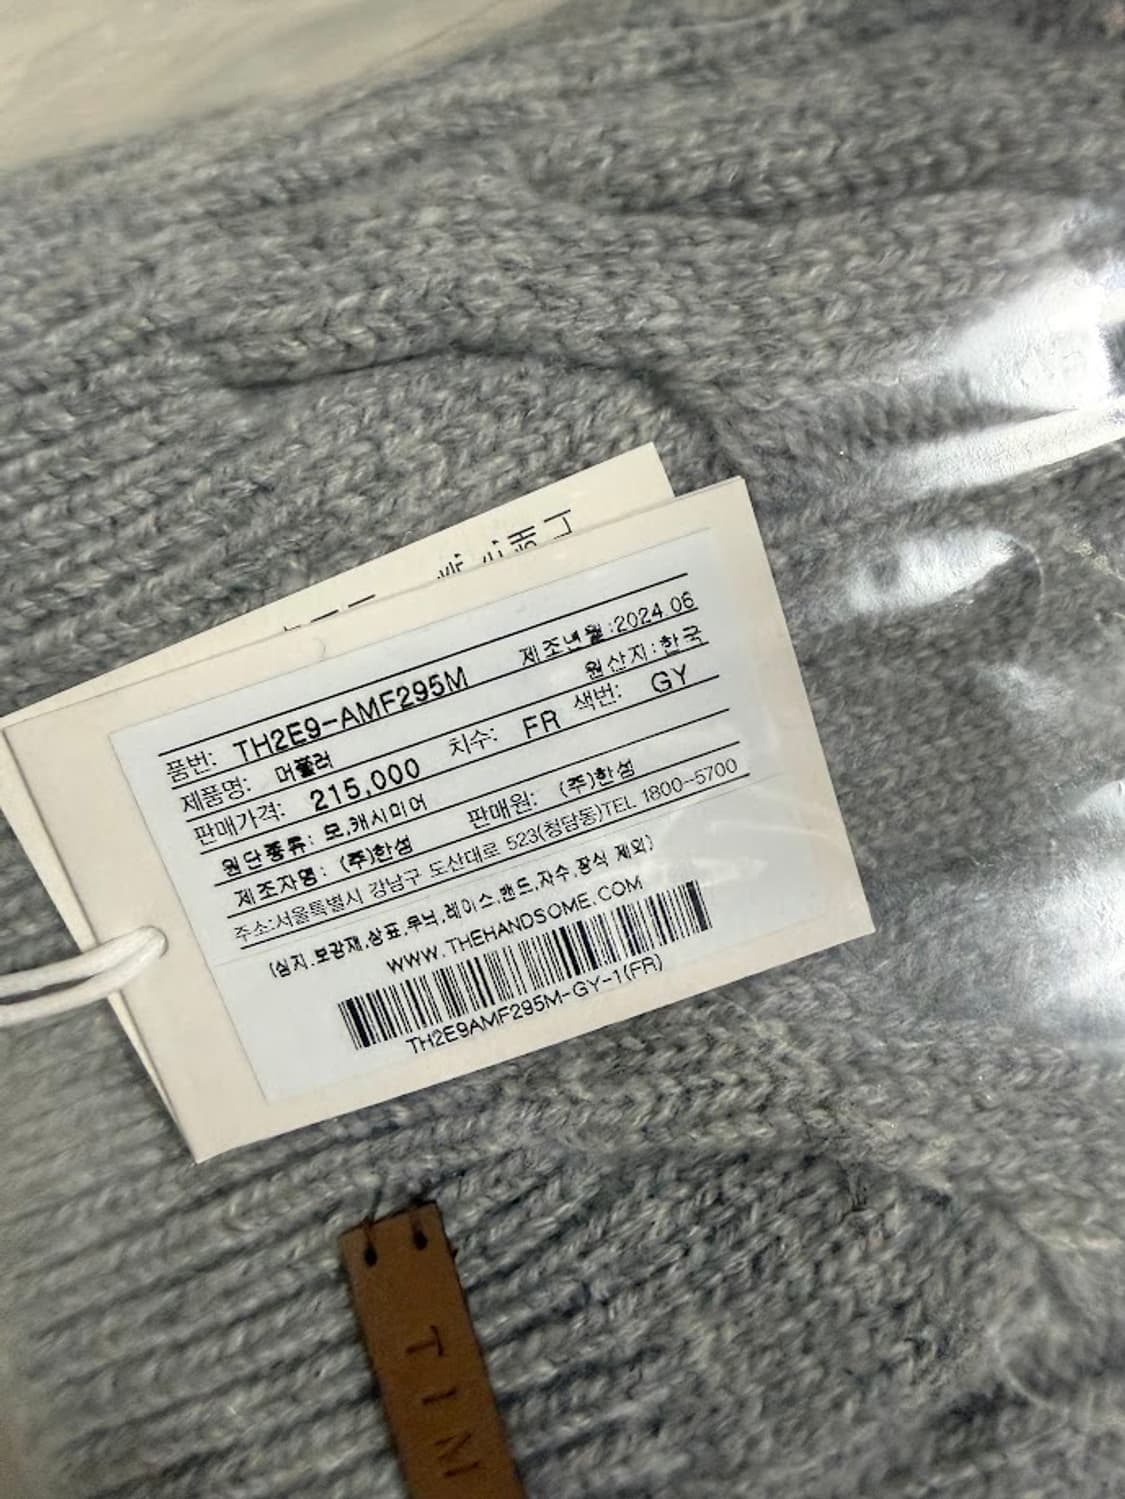 품번: TH2E9-AMF295M 제조년월:2024.06
제품명: 머플러 원산지:한국
판매가격: 215,000 치수: FR 색번: GY
원단종류: 모,캐시미어
제조자명: (주)한섬 판매원: (주)한섬
주소:서울특별시 강남구 도산대로 523(청담동)TEL 1800-5700
(심지,보강재,상표,무늬,레이스,밴드,자수,장식 제외)
WWW.THEHANDSOME.COM
TH2E9AMF295M-GY-1(FR)
TIM